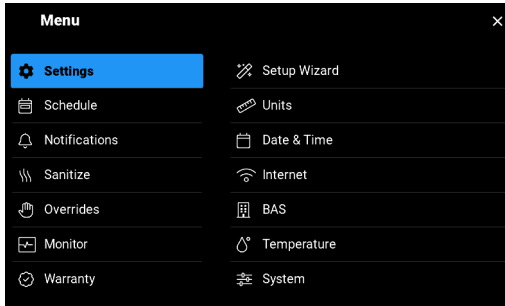 Menu
Settings
Schedule
Notifications
Sanitize
Overrides
Monitor
Warranty
Setup Wizard
Units
Date & Time
Internet
BAS
Temperature
System